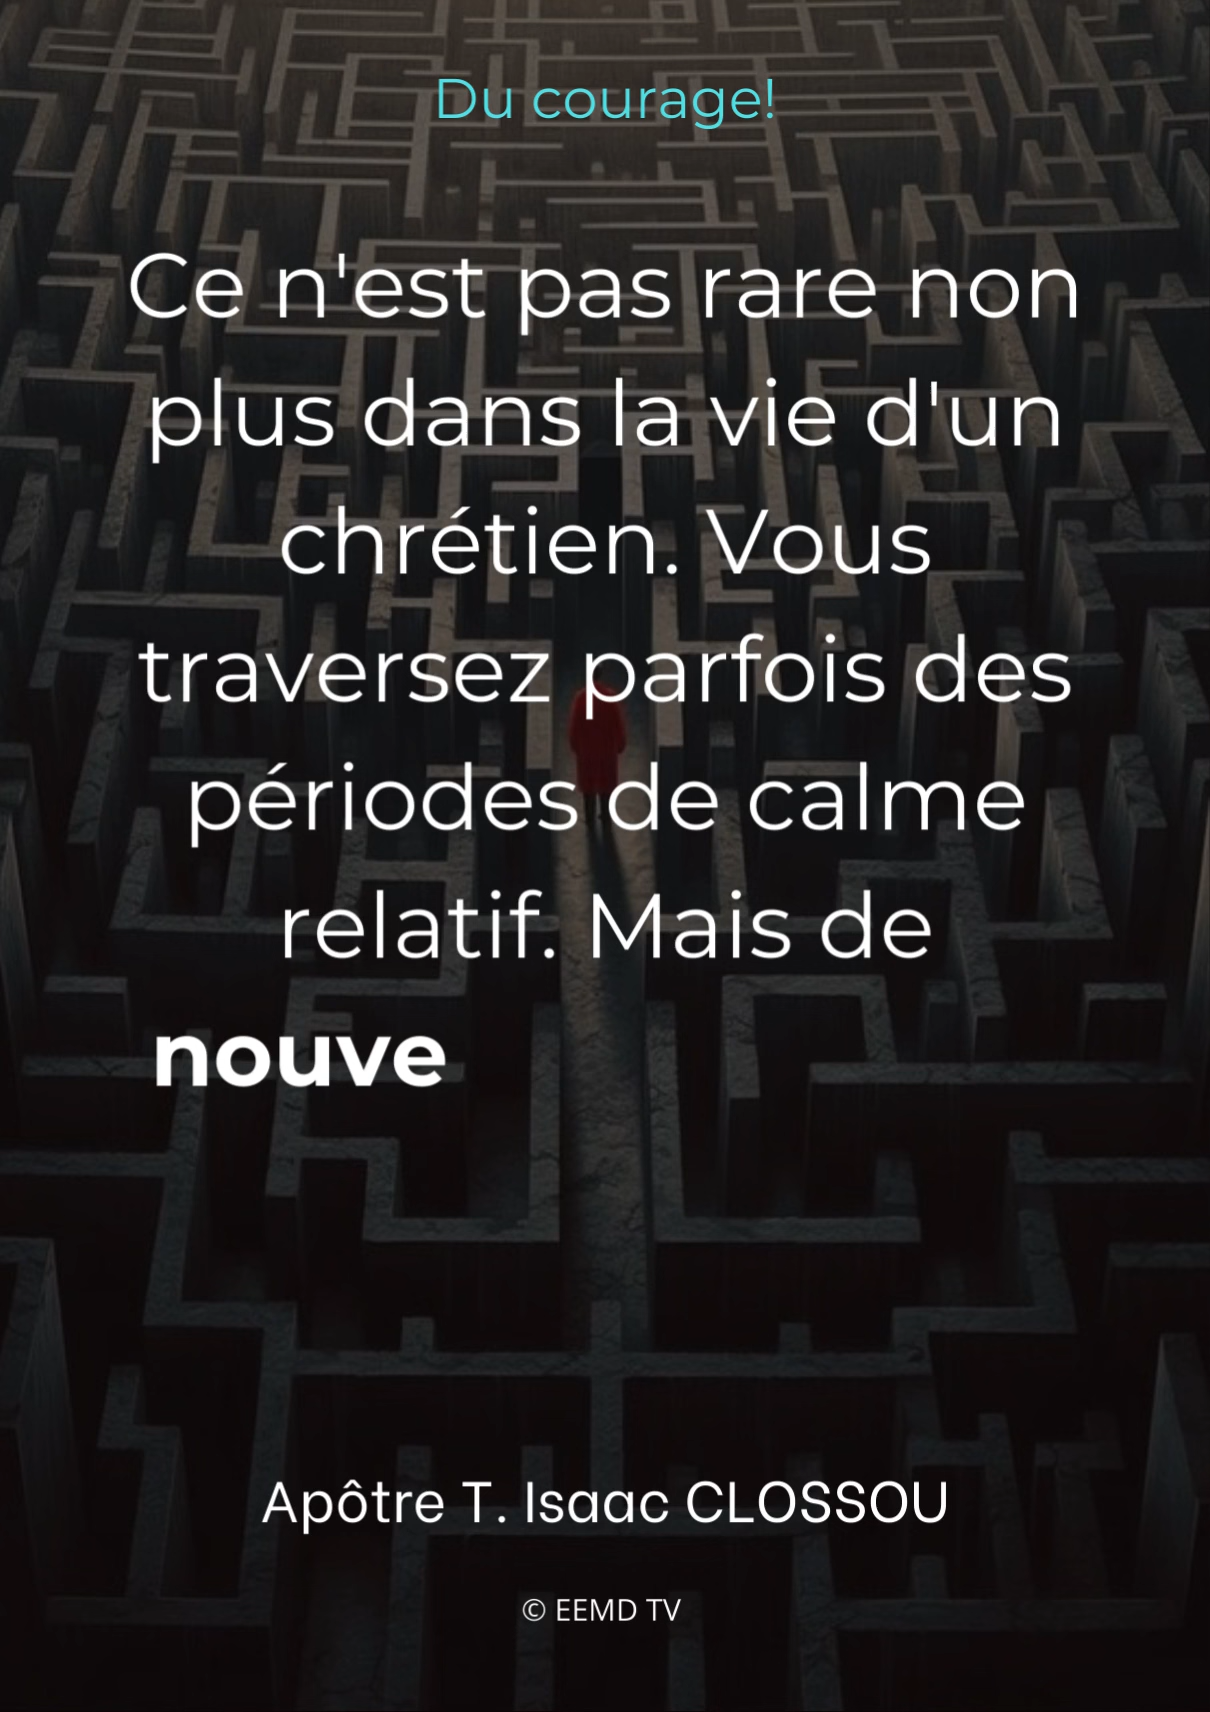 Du courage!
Ce n'est pas rare non
plus dans la vie d'un
chrétien. Vous
traversez parfois des
périodes de calme
relatif. Mais de
nouve
Apôtre T. Isaac CLOSSOU
© EEMD TV